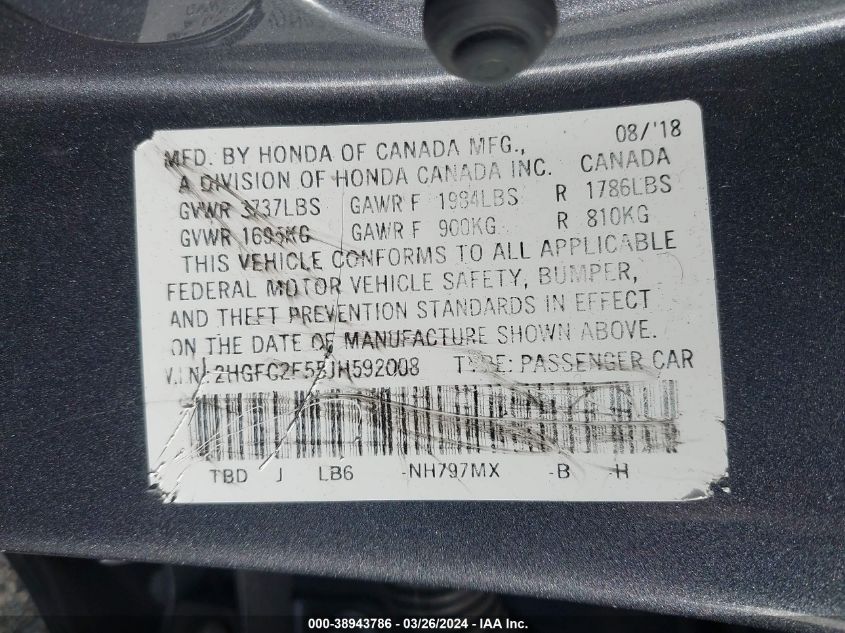 08/'18
MFD. BY HONDA OF CANADA MFG.,
A DIVISION OF HONDA CANADA INC. CANADA
GVWR 3737LBS GAWR F 1984LBS R 1786LBS
GVWR 1695KG GAWR F 900KG R 810KG
THIS VEHICLE CONFORMS TO ALL APPLICABLE
FEDERAL MOTOR VEHICLE SAFETY, BUMPER,
AND THEFT PREVENTION STANDARDS IN EFFECT
ON THE DATE OF MANUFACTURE SHOWN ABOVE.
V.I.N. TYPE: PASSENGER CAR
TBD J LB6 -NH797MX -B -H
000-38943786 - 03/26/2024 - IAA Inc.